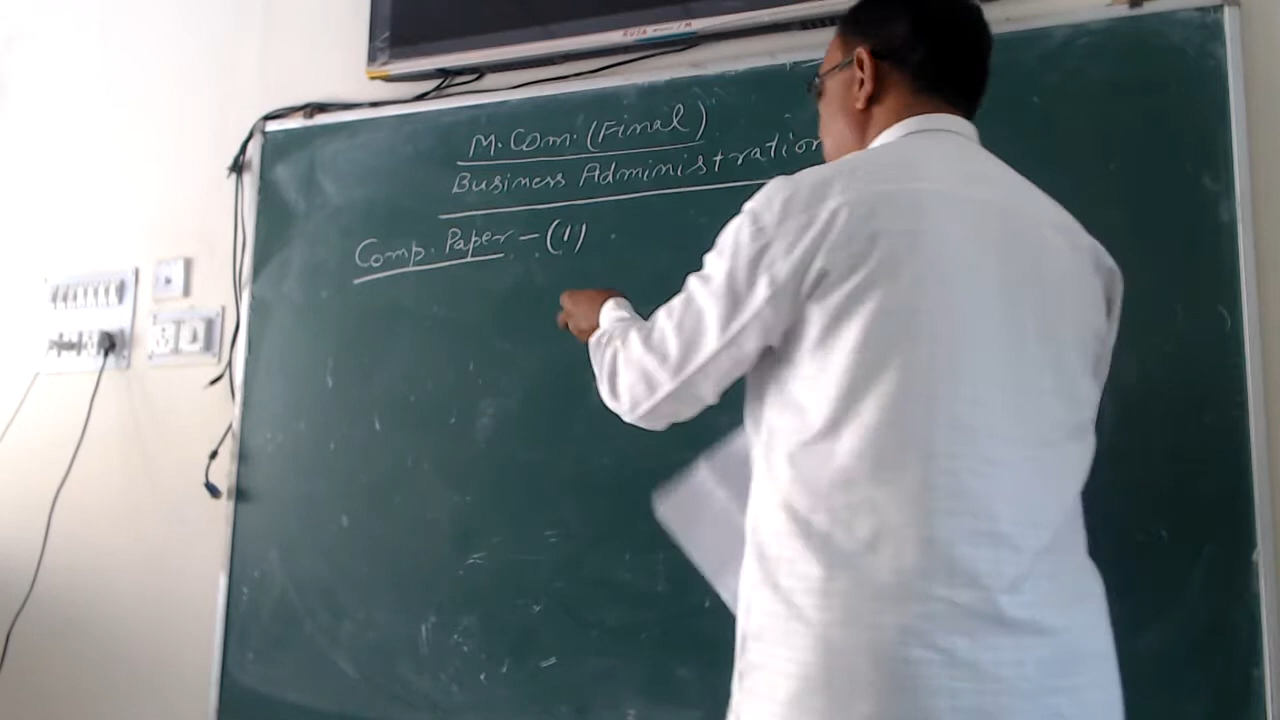 M.Com. (Final)
Business Administration
Comp. Paper - (1)